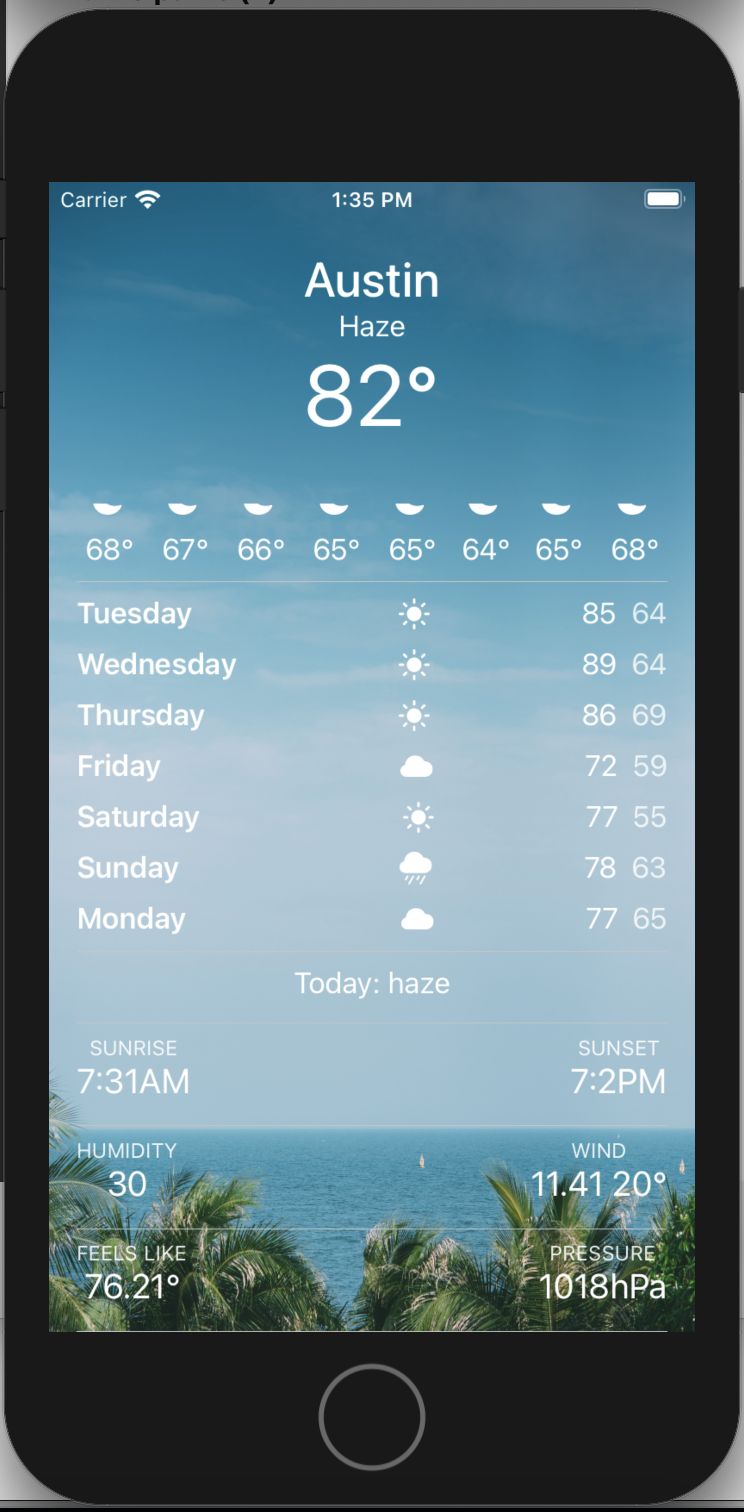 Carrier 1:35 PM
Austin
Haze
82°
68° 67° 66° 65° 65° 64° 65° 68°
Tuesday 85 64
Wednesday 89 64
Thursday 86 69
Friday 72 59
Saturday 77 55
Sunday 78 63
Monday 77 65
Today: haze
SUNRISE SUNSET
7:31AM 7:2PM
HUMIDITY WIND
30 11.41 20°
FEELS LIKE PRESSURE
76.21° 1018hPa